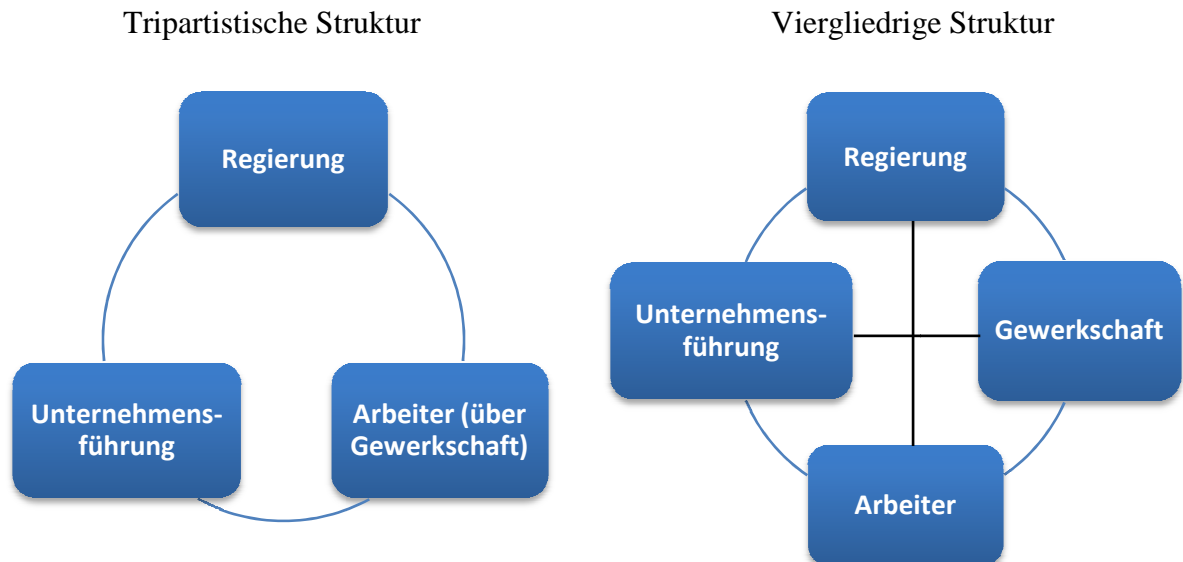 Tripartistische Struktur
Viergliedrige Struktur
Regierung
Unternehmens-
führung
Arbeiter (über
Gewerkschaft)
Regierung
Unternehmens-
führung
Gewerkschaft
Arbeiter